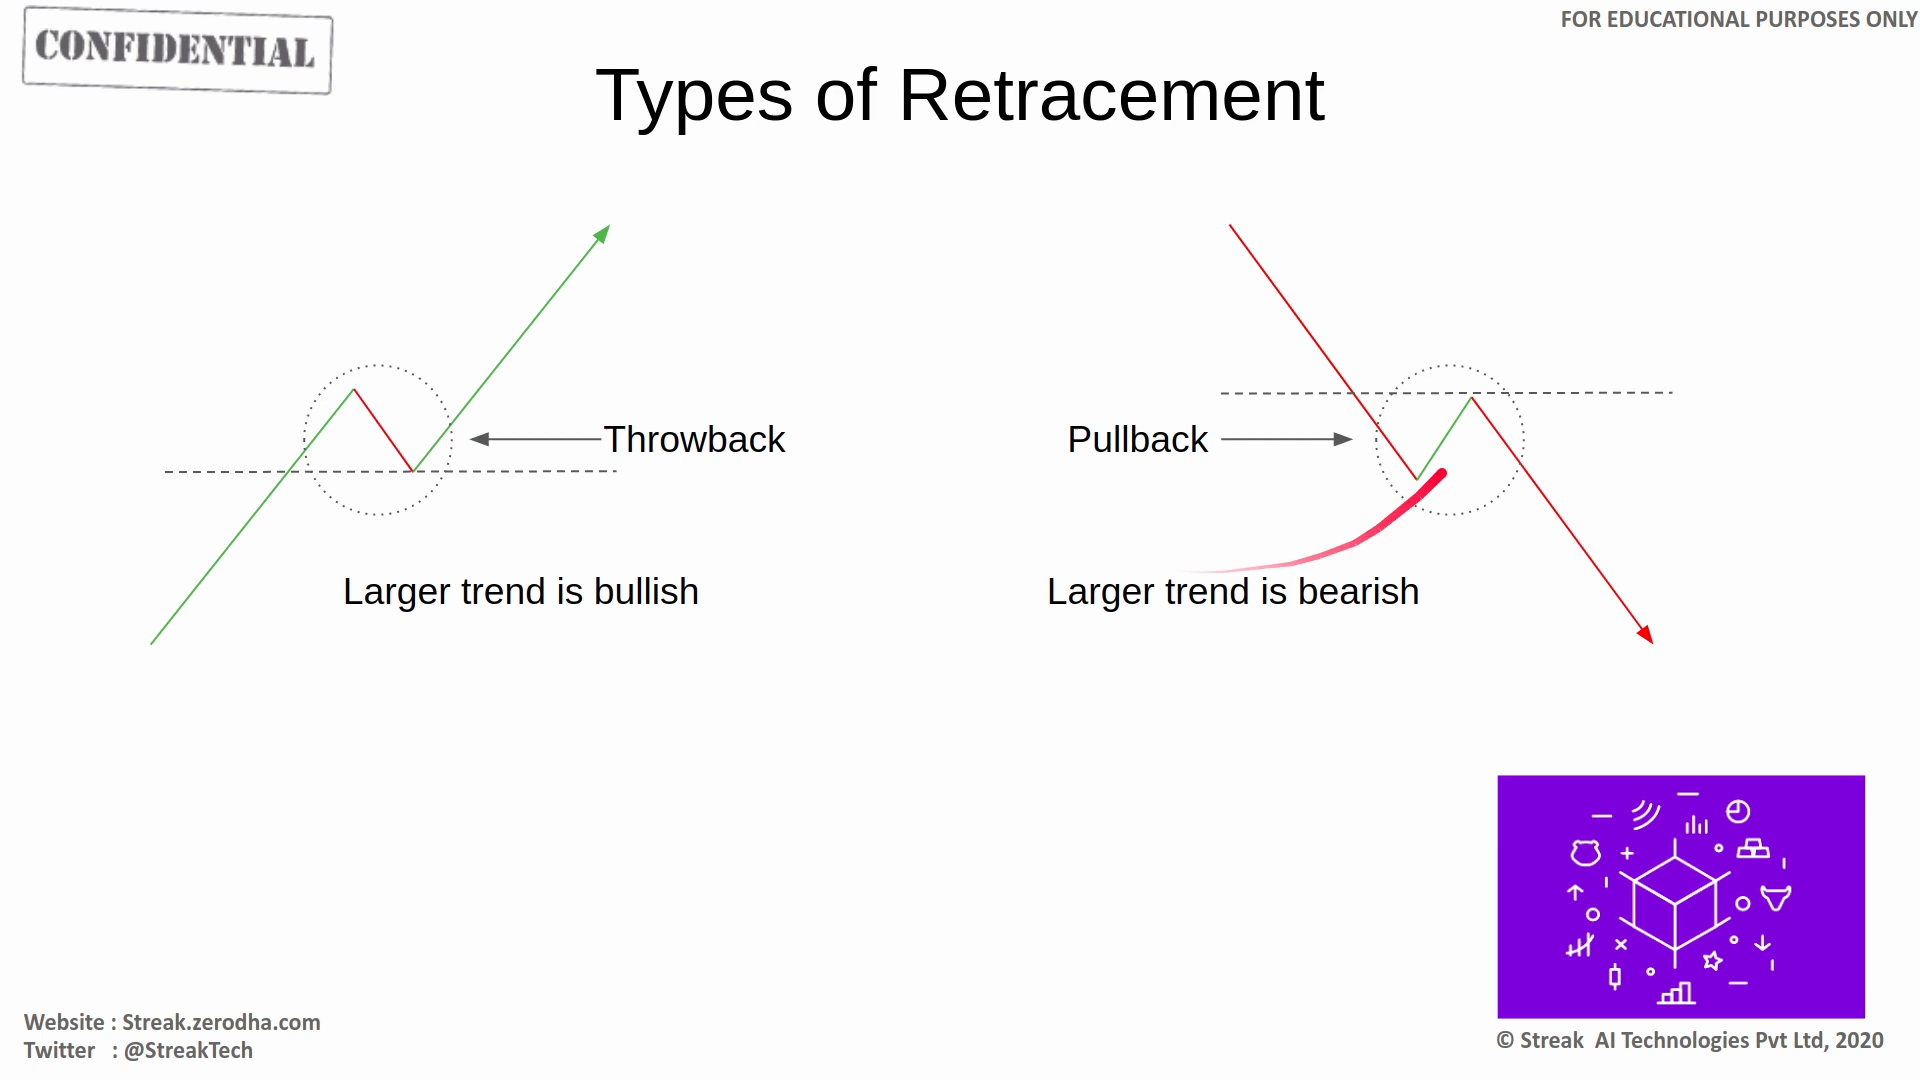 CONFIDENTIAL
FOR EDUCATIONAL PURPOSES ONLY
Types of Retracement
Throwback
Pullback
Larger trend is bullish
Larger trend is bearish
Website : Streak.zerodha.com
Twitter : @StreakTech
© Streak AI Technologies Pvt Ltd, 2020